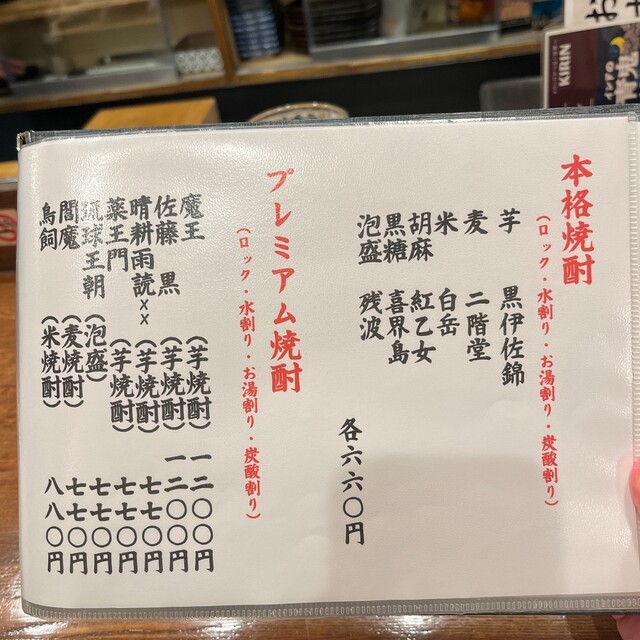 本格焼酎
(ロック・水割り・お湯割り・炭酸割り)
芋 黒伊佐錦
麦 二階堂
米 白岳
胡麻 紅乙女
黒糖 喜界島
泡盛 残波
各六六〇円
プレミアム焼酎
(ロック・水割り・お湯割り・炭酸割り)
魔王 (芋焼酎) 一二〇〇円
佐藤 黒 (芋焼酎) 一二〇〇円
晴耕雨読×× (芋焼酎) 七七〇円
薬王門 (芋焼酎) 七七〇円
琉球王朝 (泡盛) 七七〇円
閻魔 (麦焼酎) 七七〇円
鳥飼 (米焼酎) 八八〇円
KIRIN